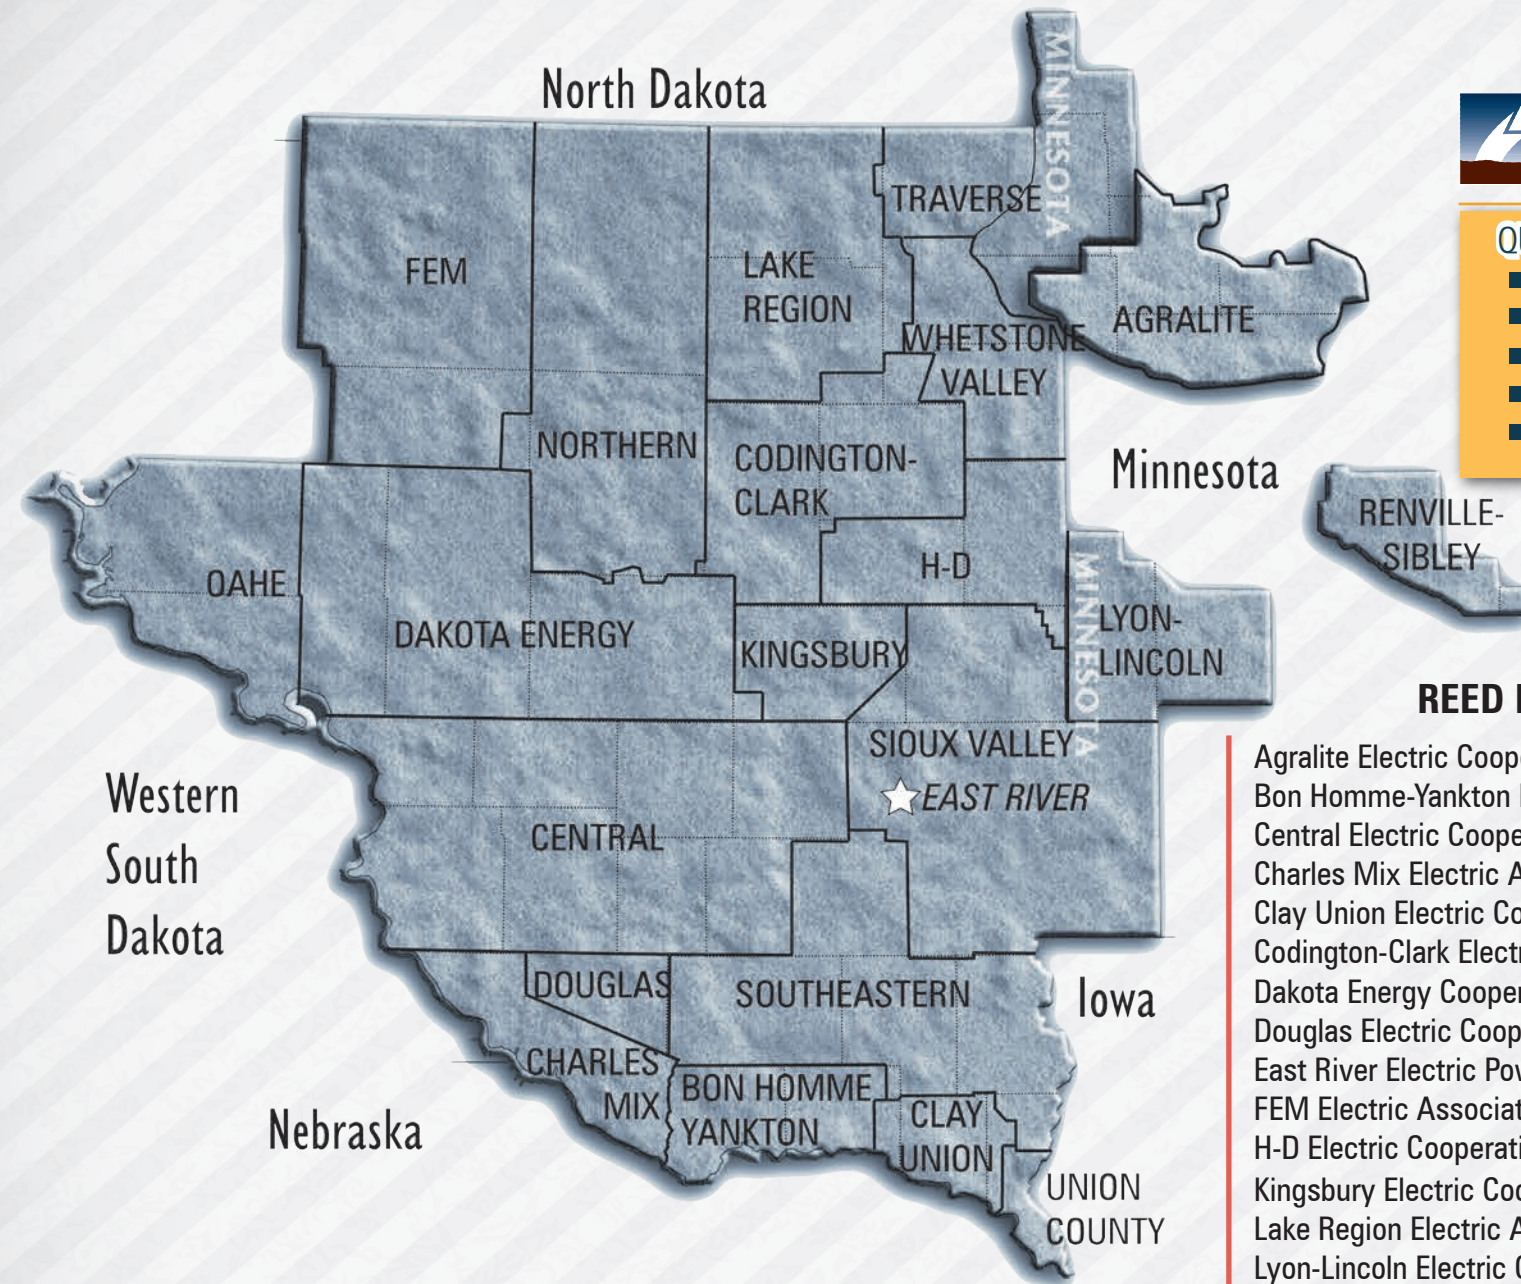 North Dakota
MINNESOTA
TRAVERSE
FEM
LAKE
REGION
AGRALITE
WHETSTONE
VALLEY
NORTHERN
CODINGTON-
CLARK
Minnesota
RENVILLE-
SIBLEY
H-D
OAHE
MINNESOTA
LYON-
LINCOLN
DAKOTA ENERGY
KINGSBURY
SIOUX VALLEY
EAST RIVER
CENTRAL
Western
South
Dakota
DOUGLAS
SOUTHEASTERN
Iowa
CHARLES
MIX
BON HOMME
YANKTON
CLAY
UNION
Nebraska
UNION
COUNTY
REED
Agralite Electric Coop
Bon Homme-Yankton
Central Electric Coope
Charles Mix Electric A
Clay Union Electric Co
Codington-Clark Electr
Dakota Energy Cooper
Douglas Electric Coop
East River Electric Pow
FEM Electric Associat
H-D Electric Cooperati
Kingsbury Electric Coo
Lake Region Electric A
Lyon-Lincoln Electric